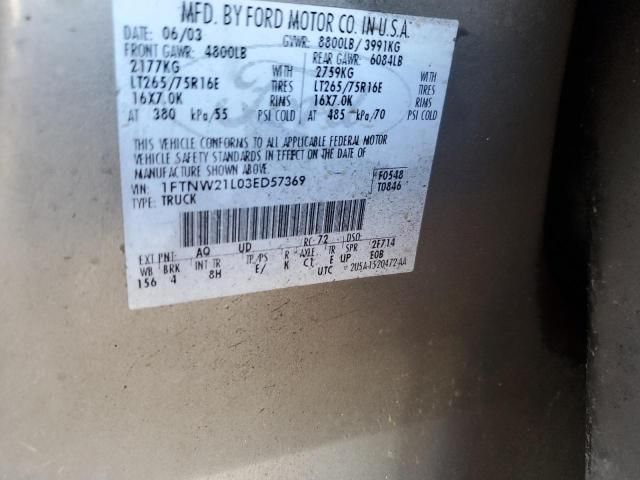 MFD. BY FORD MOTOR CO. IN U.S.A.
DATE: 06/03 GVWR: 8800LB/ 3991KG
FRONT GAWR: 4800LB REAR GAWR: 6084LB
2177KG WITH 2759KG WITH
LT265/75R16E TIRES LT265/75R16E TIRES
16X7.0K RIMS 16X7.0K RIMS
AT 380 kPa/55 PSI COLD AT 485 kPa/70 PSI COLD
THIS VEHICLE CONFORMS TO ALL APPLICABLE FEDERAL MOTOR
VEHICLE SAFETY STANDARDS IN EFFECT ON THE DATE OF
MANUFACTURE SHOWN ABOVE.
VIN: 1FTNW21L03ED57369 F0548
TYPE: TRUCK T0846
EXT PNT: AQ UD RC: 72 DSO: 2F714
WB BRK INT TR TP/PS R AXLE TR SPR EOB
156 4 8H E/ K C1 E UP
UTC 2U5A-1520472-AA